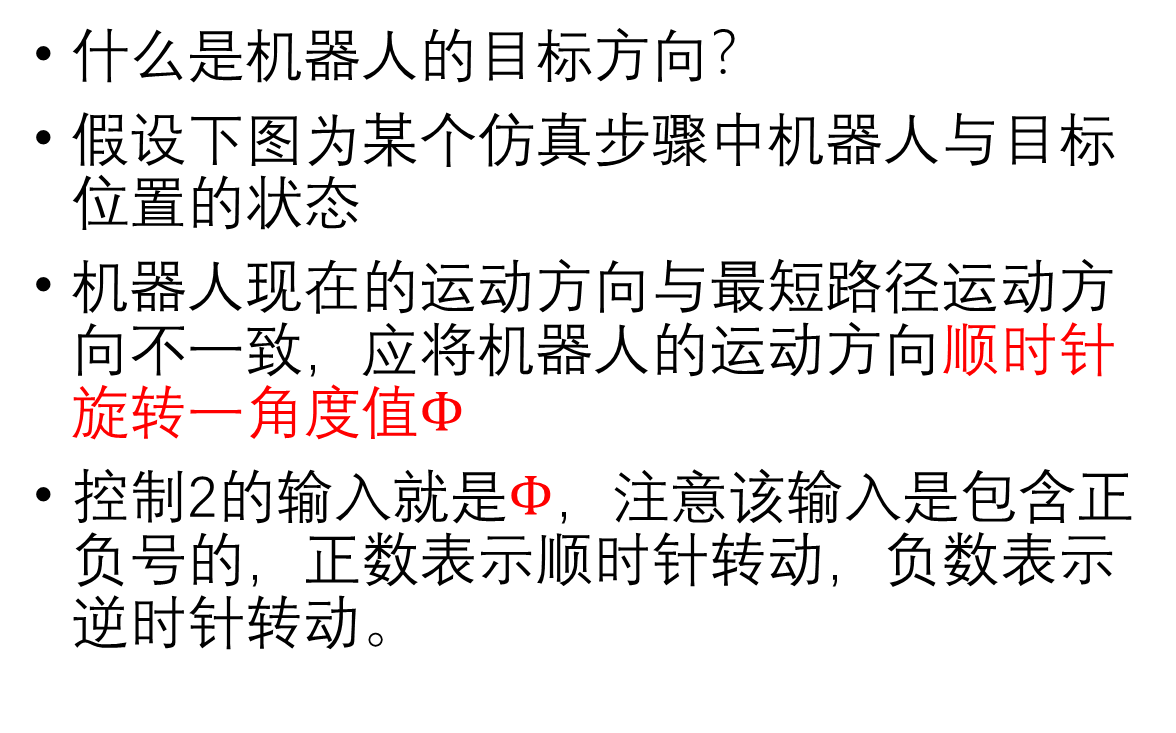 • 什么是机器人的目标方向?
• 假设下图为某个仿真步骤中机器人与目标
位置的状态
• 机器人现在的运动方向与最短路径运动方
向不一致，应将机器人的运动方向顺时针
旋转一角度值Φ
• 控制2的输入就是Φ，注意该输入是包含正
负号的，正数表示顺时针转动，负数表示
逆时针转动。